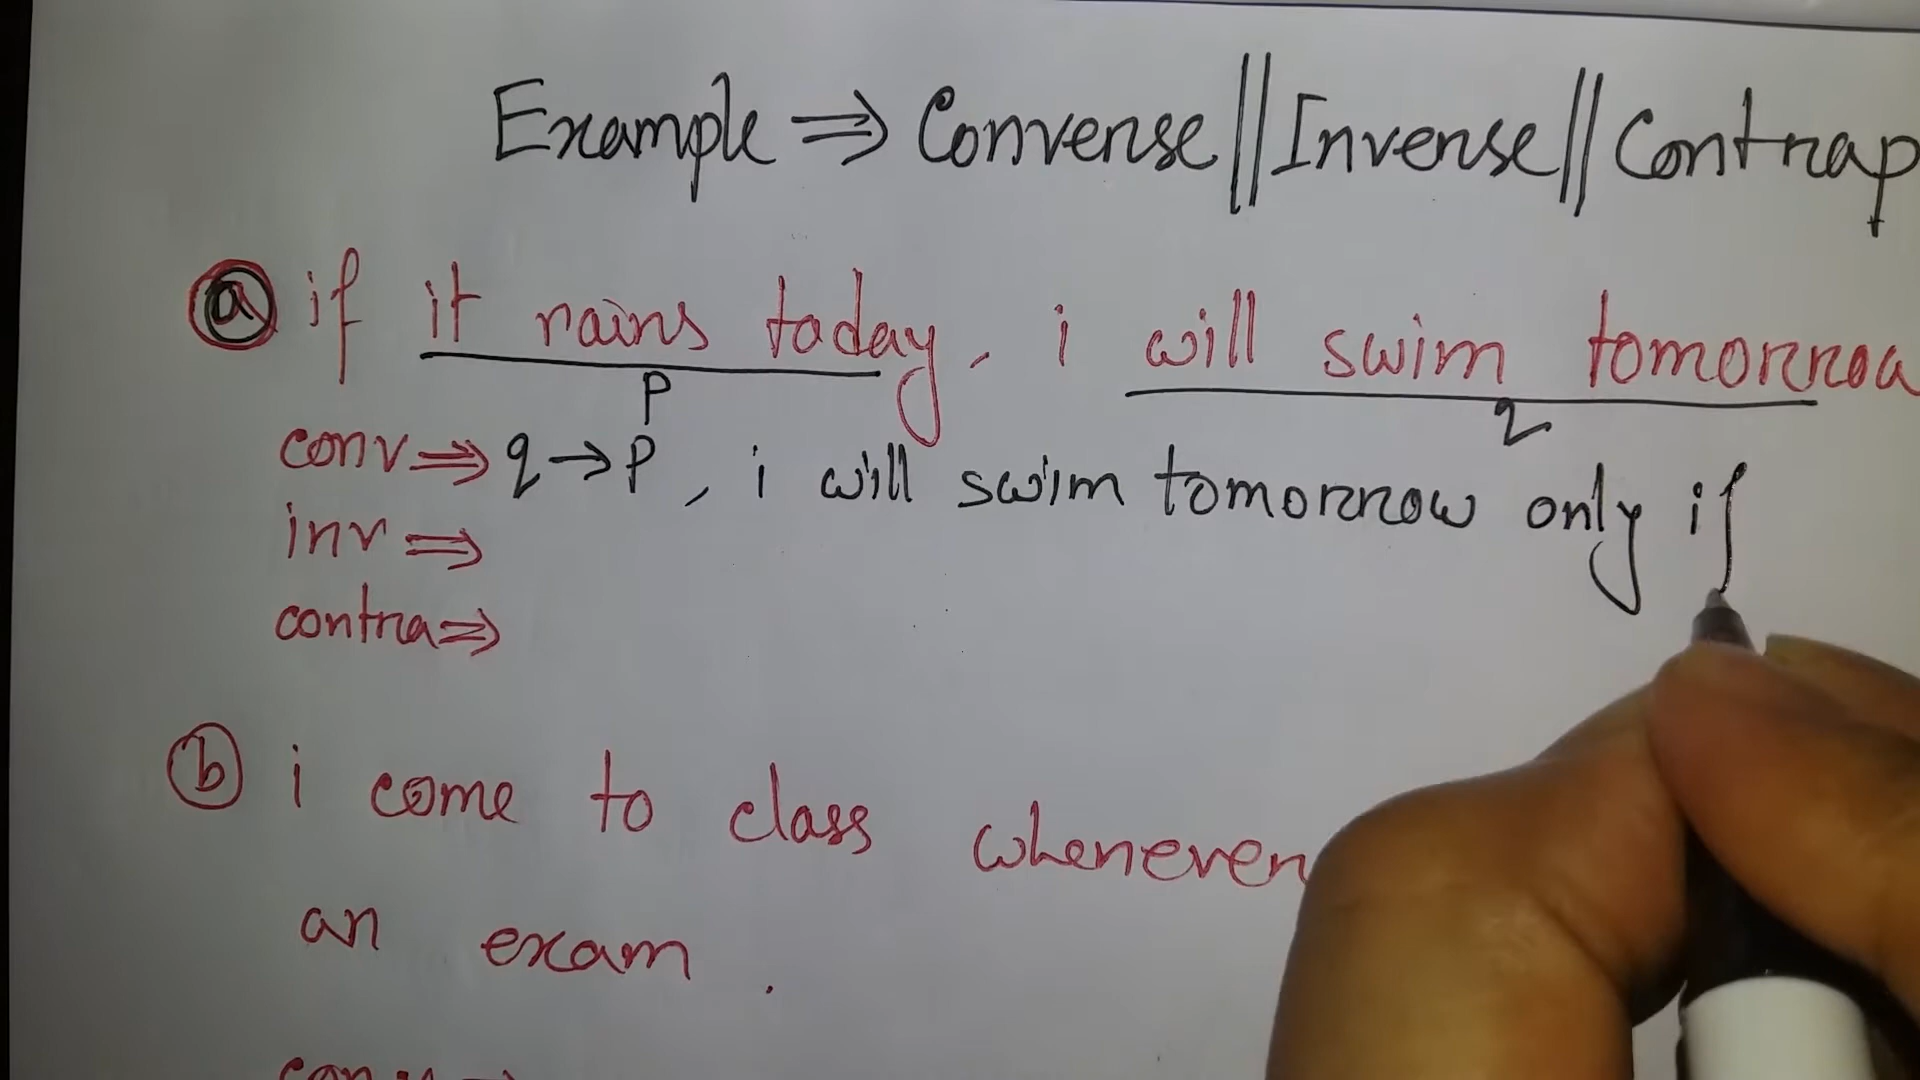 Example ⇒ Converse || Inverse || Contrap
ⓐ if it rains today, i will swim tomorrow
P
q
conv ⇒ q → P, i will swim tomorrow only if
inv ⇒
contra ⇒
ⓑ i come to class whenever
an exam.